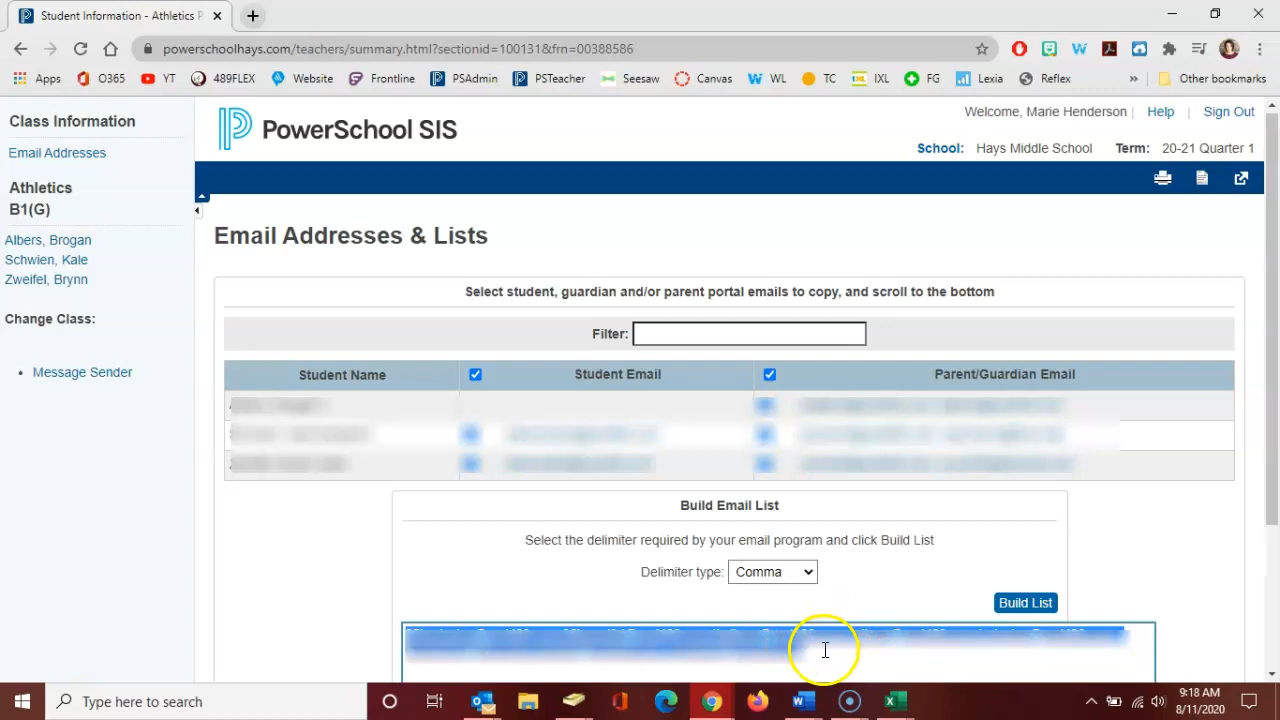 Student Information - Athletics P
powerschoolhays.com/teachers/summary.html?sectionid=100131&frn=00388586
Apps O365 YT 489FLEX Website Frontline PSAdmin PSTeacher Seesaw Canvas WL TC IXL FG Lexia Reflex » Other bookmarks
Class Information
Email Addresses
Athletics
B1(G)
Albers, Brogan
Schwien, Kale
Zweifel, Brynn
Change Class:
Message Sender
PowerSchool SIS
Welcome, Marie Henderson Help Sign Out
School: Hays Middle School Term: 20-21 Quarter 1
Email Addresses & Lists
Select student, guardian and/or parent portal emails to copy, and scroll to the bottom
Filter:
Student Name Student Email Parent/Guardian Email
Build Email List
Select the delimiter required by your email program and click Build List
Delimiter type: Comma
Build List
Type here to search
9:18 AM
8/11/2020